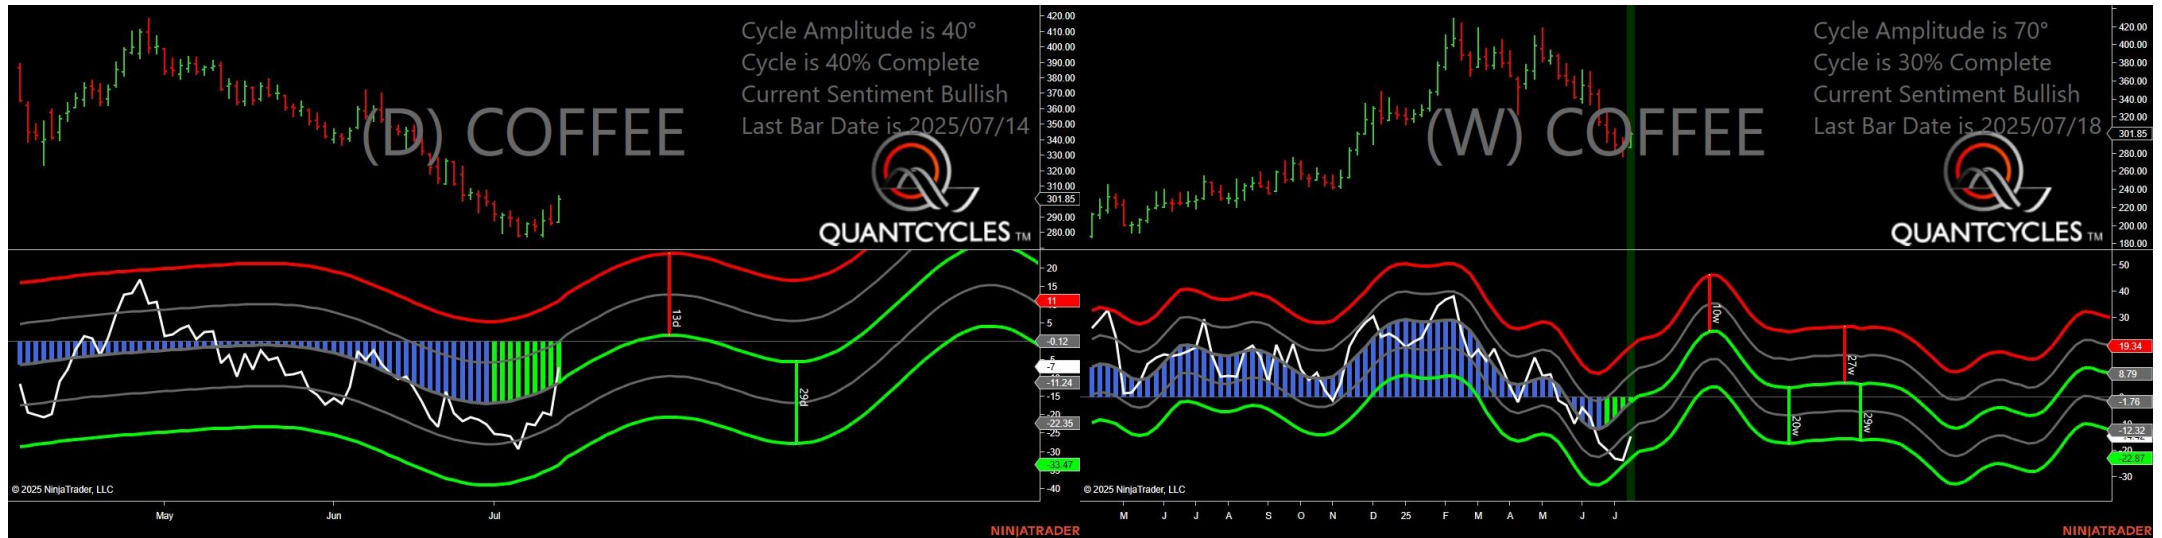 Cycle Amplitude is 40°
Cycle is 40% Complete
Current Sentiment Bullish
Last Bar Date is 2025/07/14
(D) COFFEE
QUANTCYCLES TM
420.00
410.00
400.00
390.00
380.00
370.00
360.00
350.00
340.00
330.00
320.00
310.00
301.85
290.00
280.00
20
15
11
5
-0.12
-7
-11.24
-15
-22.35
-25
-30
-33.47
-40
13d
29d
© 2025 NinjaTrader, LLC
May Jun Jul
NINJATRADER
Cycle Amplitude is 70°
Cycle is 30% Complete
Current Sentiment Bullish
Last Bar Date is 2025/07/18
(W) COFFEE
QUANTCYCLES TM
420.00
400.00
380.00
360.00
340.00
320.00
301.85
280.00
260.00
240.00
220.00
200.00
180.00
50
40
30
19.34
8.79
-1.76
-12.32
-22.87
-30
10w
27w
20w
29w
© 2025 NinjaTrader, LLC
M J J A S O N D 25 F M A M J J
NINJATRADER